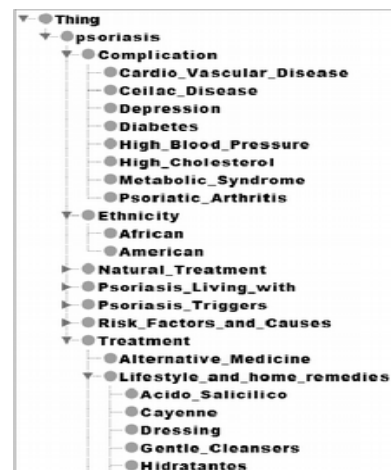 Thing
psoriasis
Complication
Cardio_Vascular_Disease
Ceilac_Disease
Depression
Diabetes
High_Blood_Pressure
High_Cholesterol
Metabolic_Syndrome
Psoriatic_Arthritis
Ethnicity
African
American
Natural_Treatment
Psoriasis_Living_with
Psoriasis_Triggers
Risk_Factors_and_Causes
Treatment
Alternative_Medicine
Lifestyle_and_home_remedies
Acido_Salicilico
Cayenne
Dressing
Gentle_Cleansers
Hidratantes